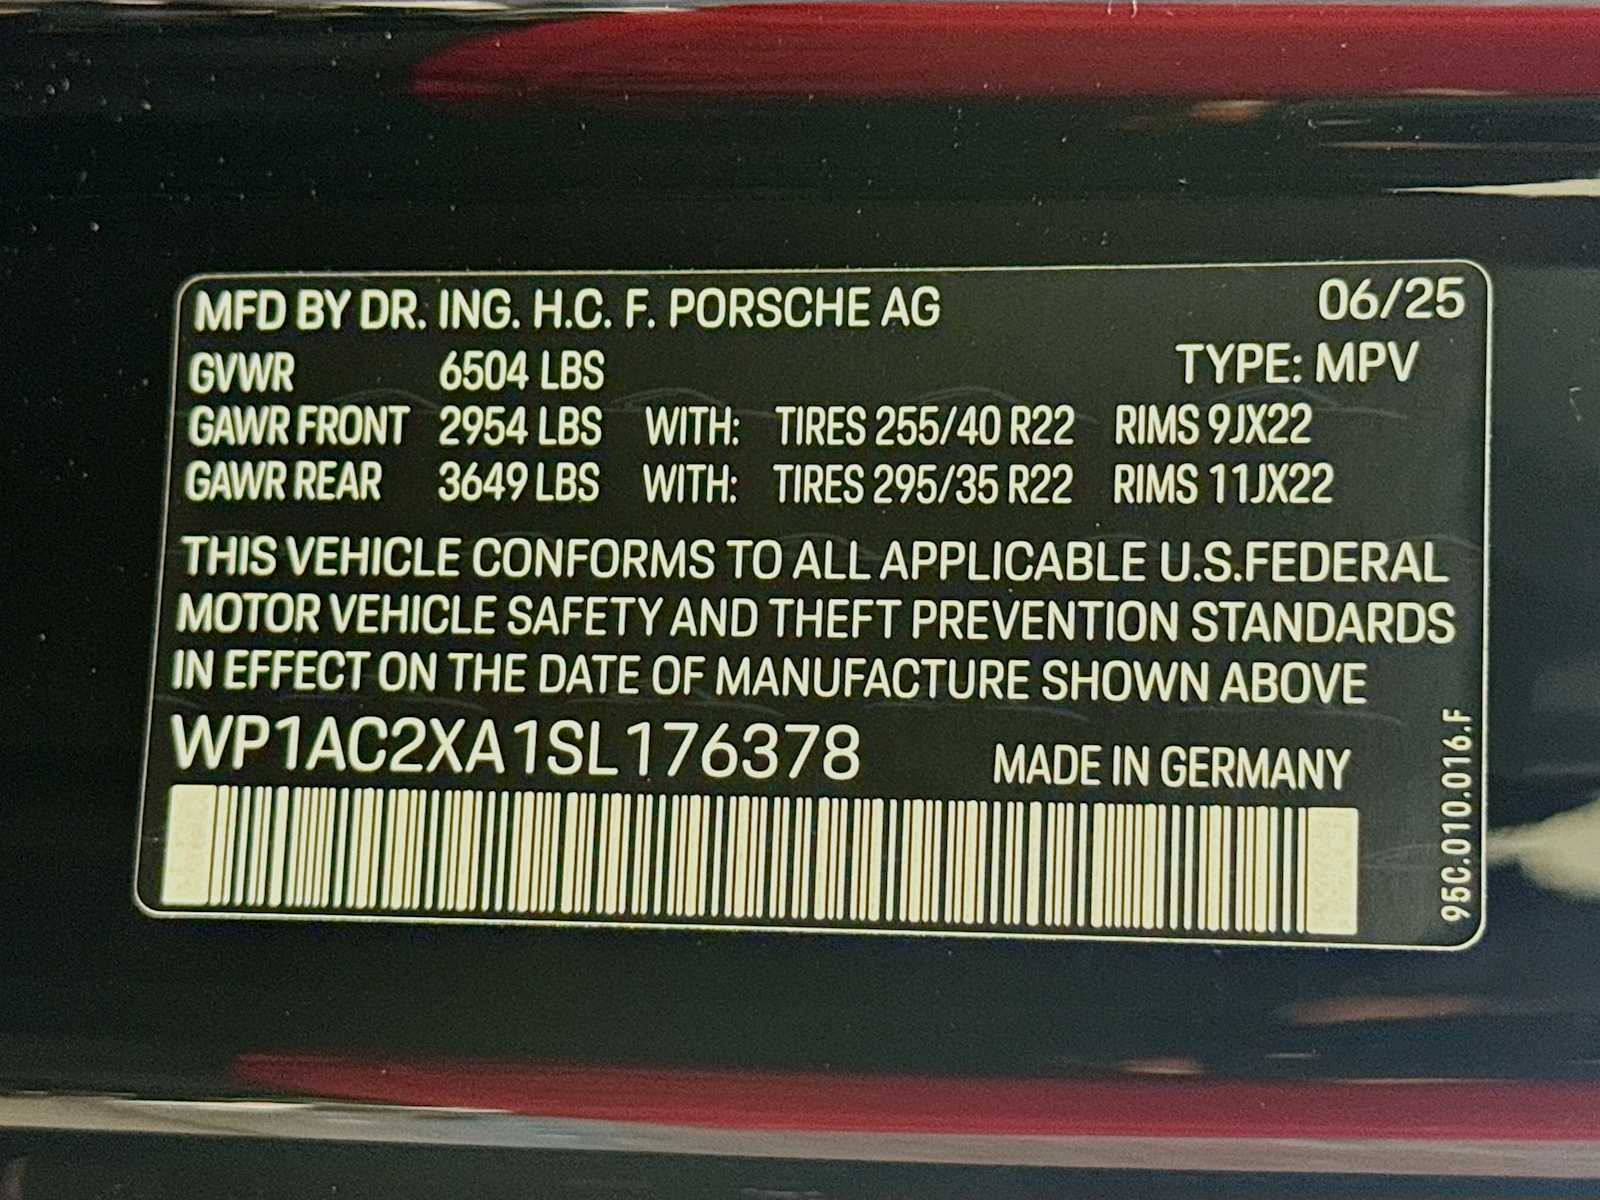 MFD BY DR. ING. H.C. F. PORSCHE AG 06/25
GVWR 6504 LBS TYPE: MPV
GAWR FRONT 2954 LBS WITH: TIRES 255/40 R22 RIMS 9JX22
GAWR REAR 3649 LBS WITH: TIRES 295/35 R22 RIMS 11JX22
THIS VEHICLE CONFORMS TO ALL APPLICABLE U.S.FEDERAL
MOTOR VEHICLE SAFETY AND THEFT PREVENTION STANDARDS
IN EFFECT ON THE DATE OF MANUFACTURE SHOWN ABOVE
WP1AC2XA1SL176378 MADE IN GERMANY
95C.010.016.F